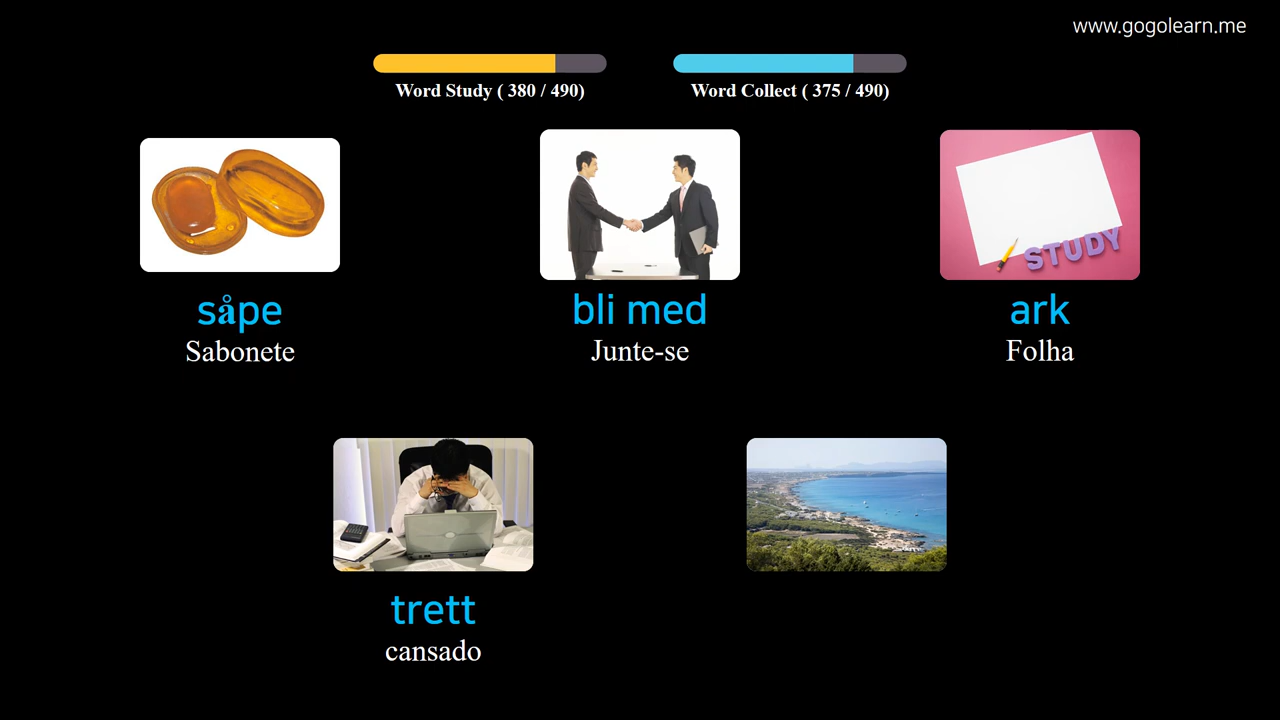 www.gogolearn.me
Word Study ( 380 / 490)
Word Collect ( 375 / 490)
STUDY
såpe
Sabonete
bli med
Junte-se
ark
Folha
trett
cansado